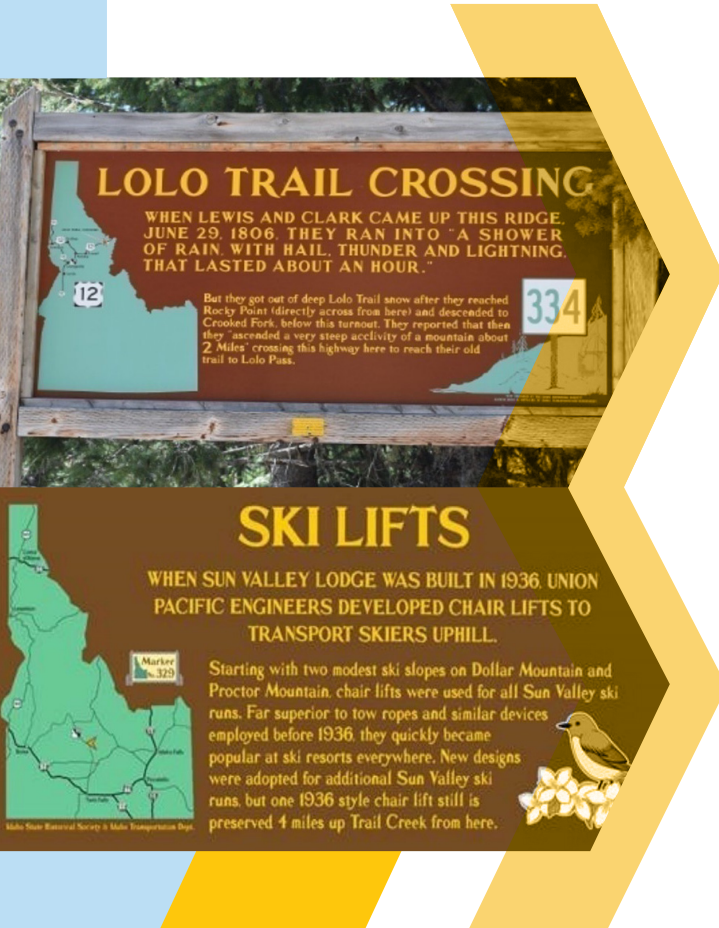 LOLO TRAIL CROSSING
WHEN LEWIS AND CLARK CAME UP THIS RIDGE,
JUNE 29, 1806, THEY RAN INTO "A SHOWER
OF RAIN, WITH HAIL, THUNDER AND LIGHTNING,
THAT LASTED ABOUT AN HOUR."
12
But they got out of deep Lolo Trail snow after they reached
Rocky Point (directly across from here) and descended to
Crooked Fork, below this turnout. They reported that then
they "ascended a very steep acclivity of a mountain about
2 Miles" crossing this highway here to reach their old
trail to Lolo Pass.
334
SKI LIFTS
WHEN SUN VALLEY LODGE WAS BUILT IN 1936, UNION
PACIFIC ENGINEERS DEVELOPED CHAIR LIFTS TO
TRANSPORT SKIERS UPHILL.
Marker
No. 329
Starting with two modest ski slopes on Dollar Mountain and
Proctor Mountain, chair lifts were used for all Sun Valley ski
runs. Far superior to tow ropes and similar devices
employed before 1936, they quickly became
popular at ski resorts everywhere. New designs
were adopted for additional Sun Valley ski
runs, but one 1936 style chair lift still is
preserved 4 miles up Trail Creek from here.
Boise
Idaho Falls
Pocatello
Twin Falls
Idaho State Historical Society & Idaho Transportation Dept.